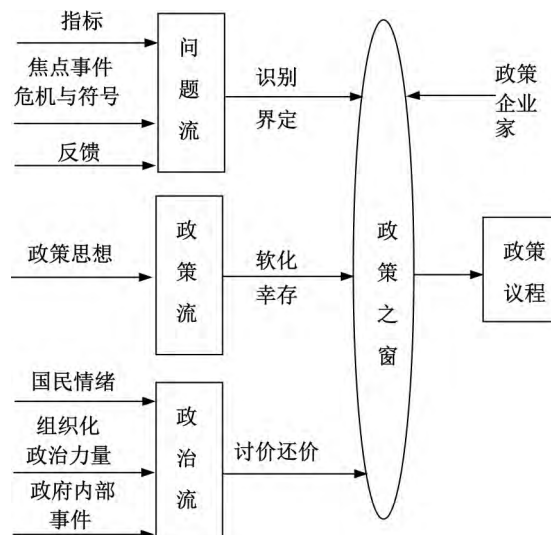 指标
焦点事件
危机与符号
反馈
问题流
识别
界定
政策
企业
家
政策思想
政策流
软化
幸存
政策之窗
政策
议程
国民情绪
组织化
政治力量
政府内部
事件
政治流
讨价还价